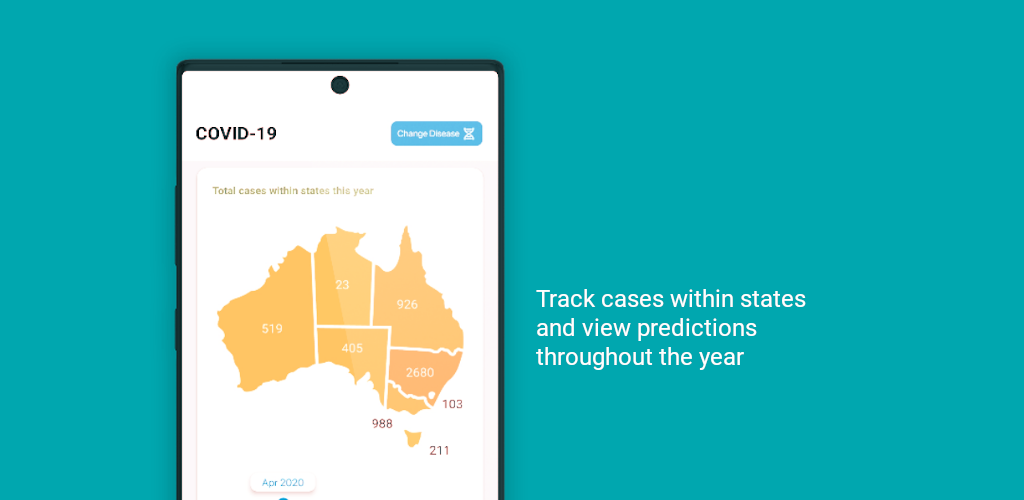 COVID-19
Change Disease
Total cases within states this year
23
926
519
405
2680
103
988
211
Apr 2020
Track cases within states
and view predictions
throughout the year